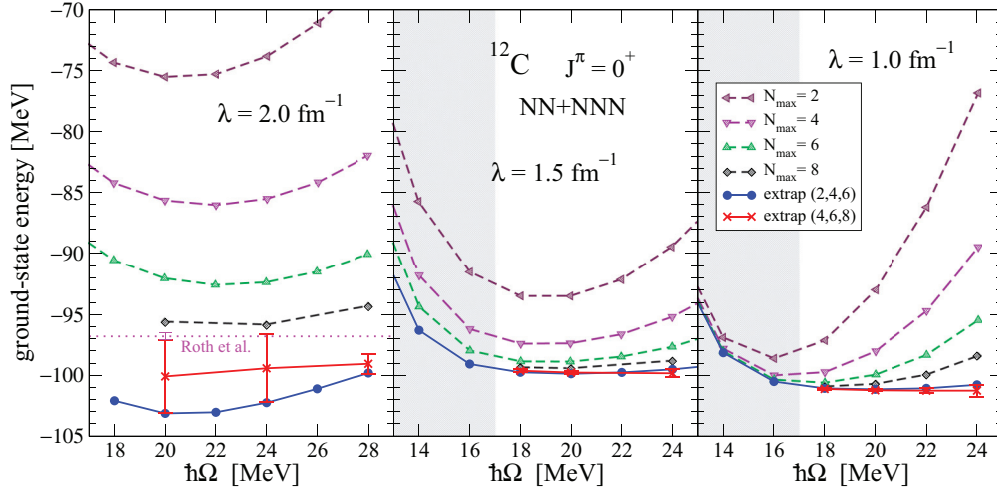 ground-state energy [MeV]
−70
−75
−80
−85
−90
−95
−100
−105
λ = 2.0 fm⁻¹
Roth et al.
18 20 22 24 26 28
ħΩ [MeV]
¹²C J^π = 0⁺
NN+NNN
λ = 1.5 fm⁻¹
14 16 18 20 22 24
ħΩ [MeV]
λ = 1.0 fm⁻¹
N_max = 2
N_max = 4
N_max = 6
N_max = 8
extrap (2,4,6)
extrap (4,6,8)
14 16 18 20 22 24
ħΩ [MeV]